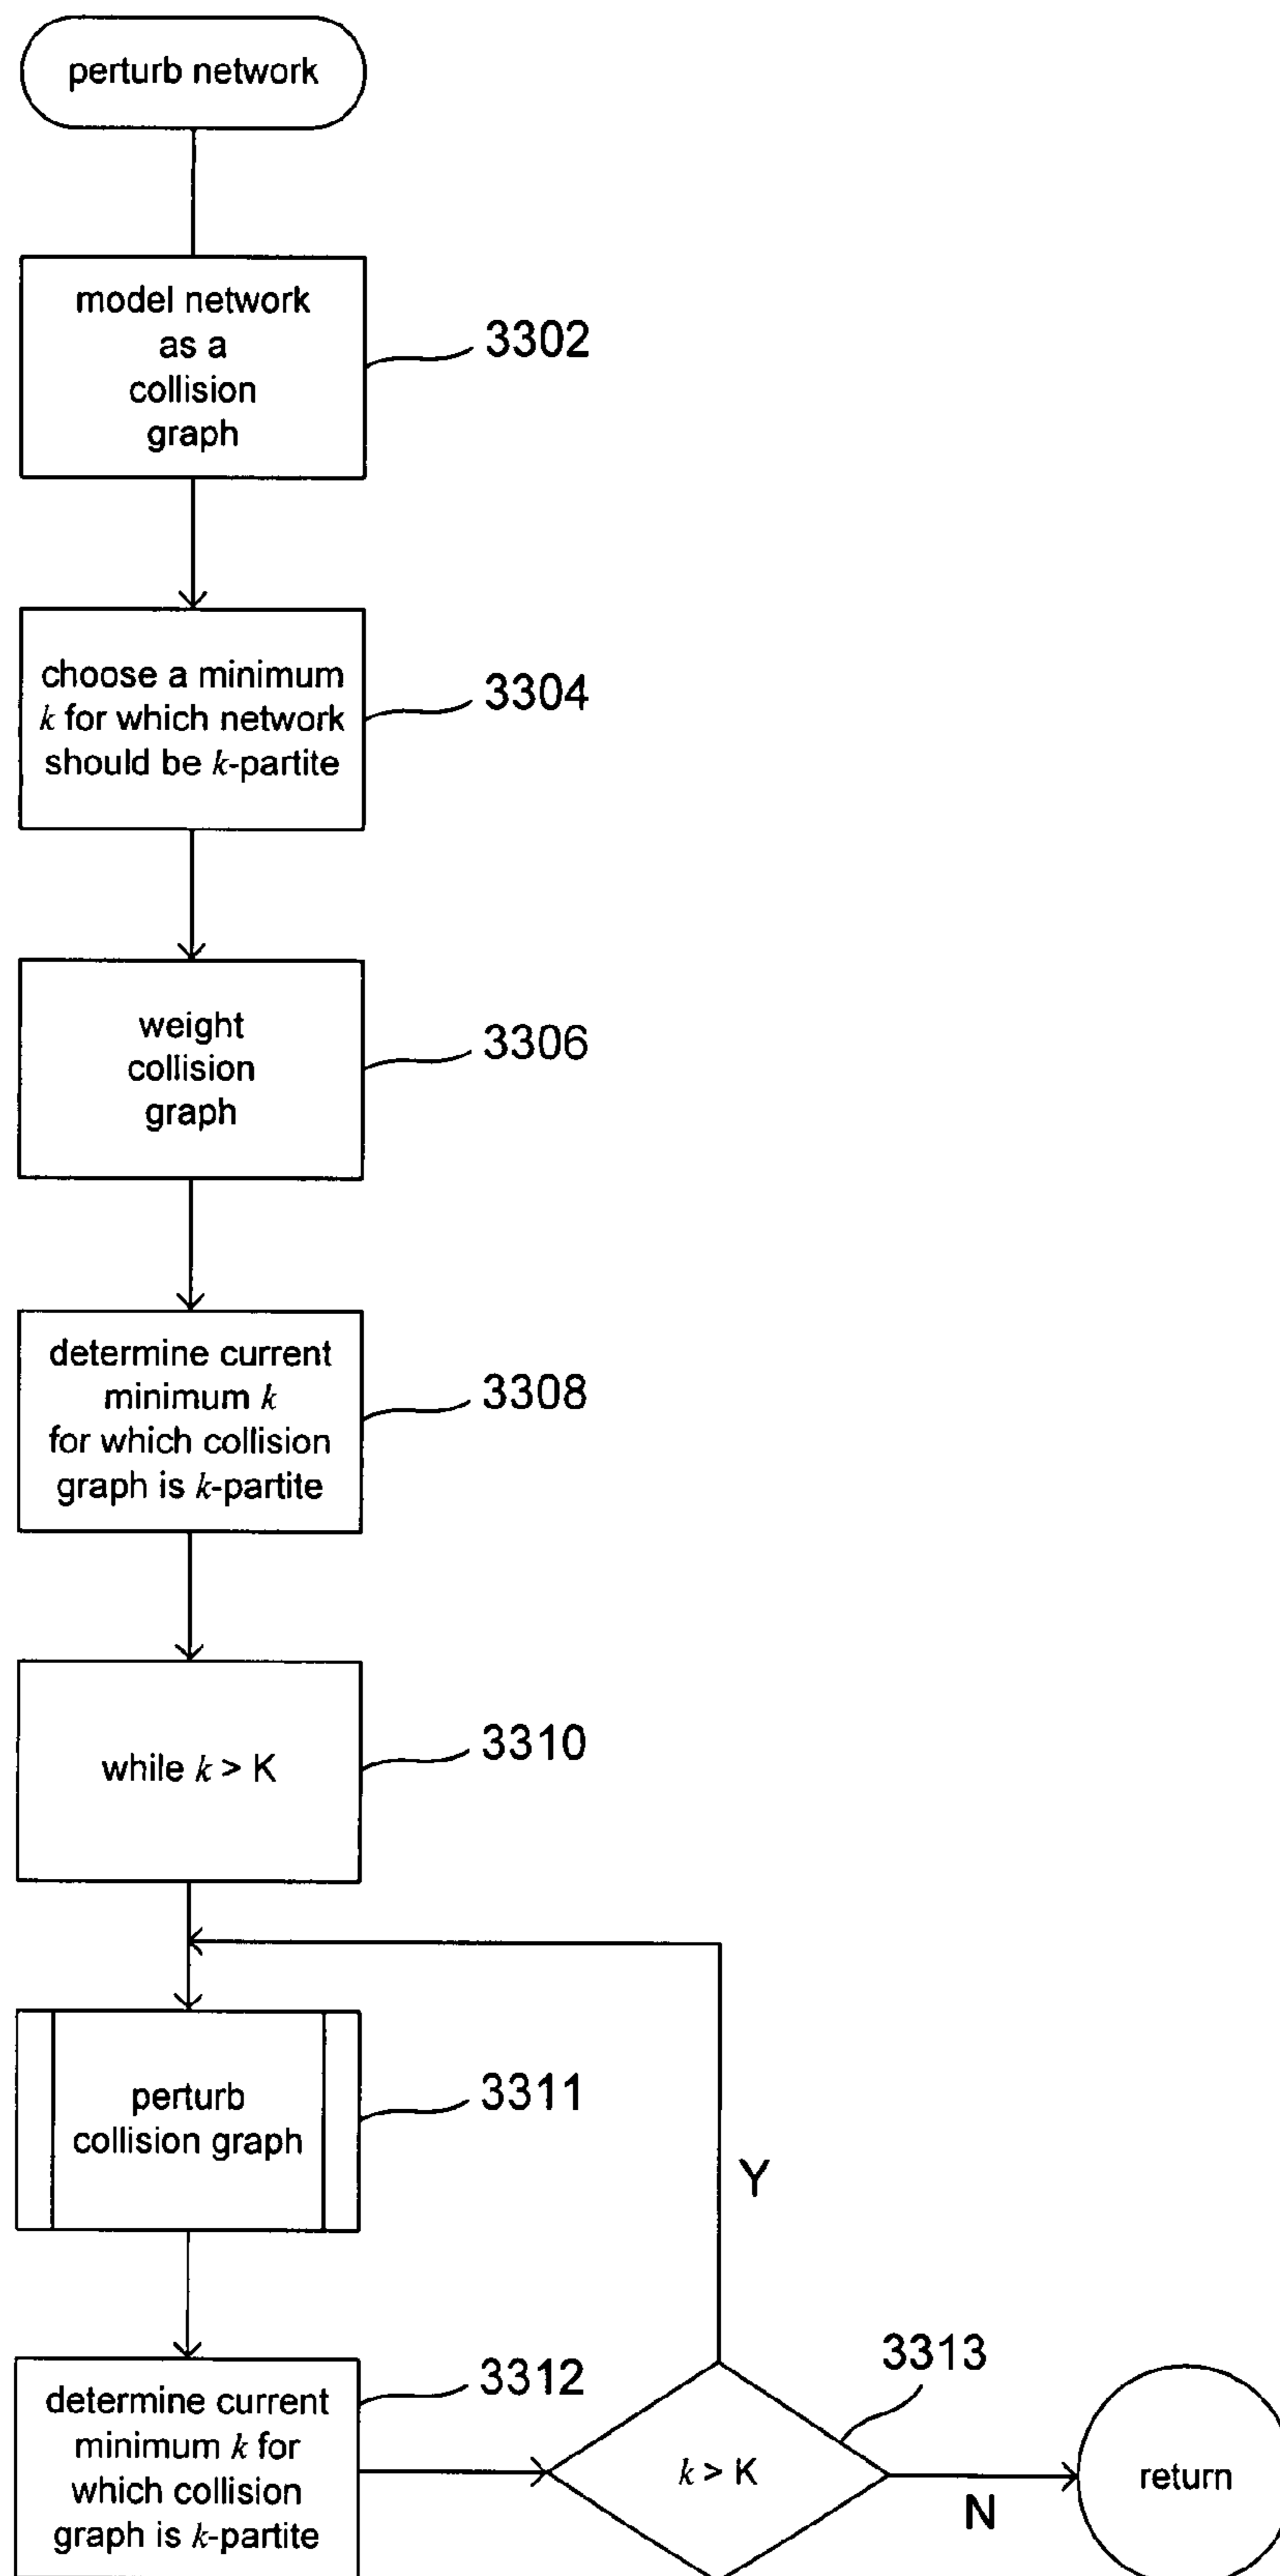 perturb network
model network
as a
collision
graph
3302
choose a minimum
k for which network
should be k-partite
3304
weight
collision
graph
3306
determine current
minimum k
for which collision
graph is k-partite
3308
while k > K
3310
perturb
collision graph
3311
Y
determine current
minimum k for
which collision
graph is k-partite
3312
k > K
3313
N
return